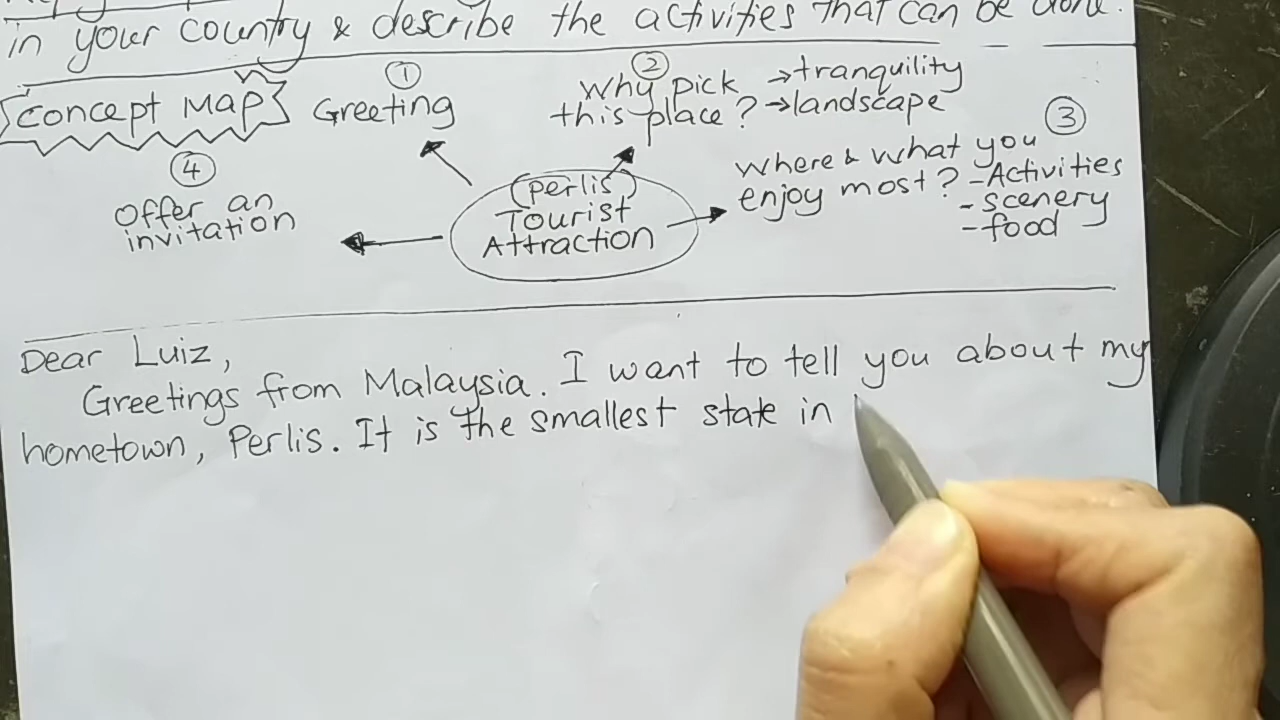 in your country & describe the activities that can be done.
Concept Map
① Greeting
② Why pick this place?
→tranquility
→landscape
③ Where & what you enjoy most?
-Activities
-scenery
-food
④ Offer an invitation
(Perlis)
Tourist
Attraction
Dear Luiz,
Greetings from Malaysia. I want to tell you about my
hometown, Perlis. It is the smallest state in